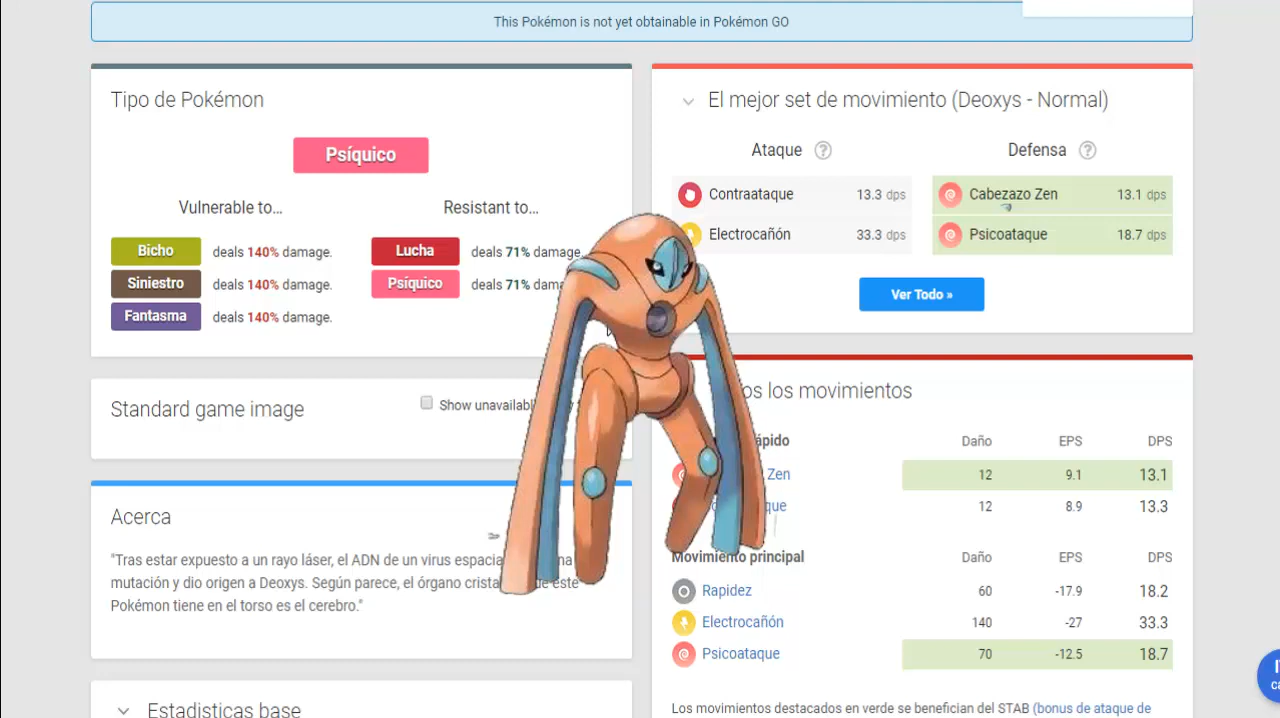 This Pokémon is not yet obtainable in Pokémon GO
Tipo de Pokémon
Psíquico
Vulnerable to...
Resistant to...
Bicho deals 140% damage.
Siniestro deals 140% damage.
Fantasma deals 140% damage.
Lucha deals 71% damage.
Psíquico deals 71%
Standard game image
Show
Acerca
"Tras estar expuesto a un rayo láser, el ADN de un virus
mutación y dio origen a Deoxys. Según parece, el órgano este
Pokémon tiene en el torso es el cerebro."
Estadisticas base
El mejor set de movimiento (Deoxys - Normal)
Ataque ?
Defensa ?
Contraataque 13.3 dps
Electrocañón 33.3 dps
Cabezazo Zen 13.1 dps
Psicoataque 18.7 dps
Ver Todo »
los movimientos
Daño EPS DPS
Zen 12 9.1 13.1
12 8.9 13.3
Movimiento principal Daño EPS DPS
Rapidez 60 -17.9 18.2
Electrocañón 140 -27 33.3
Psicoataque 70 -12.5 18.7
Los movimientos destacados en verde se benefician del STAB (bonus de ataque de